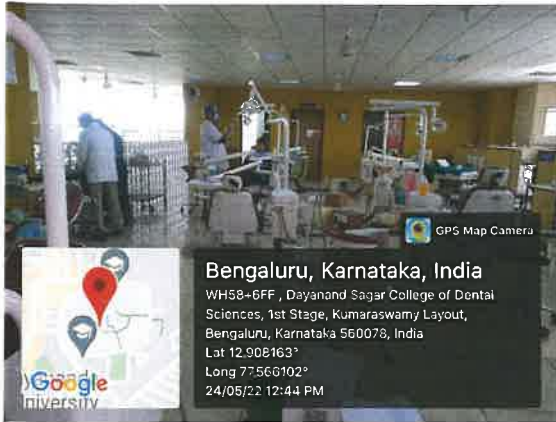 GPS Map Camera
Bengaluru, Karnataka, India
WH58+6FF , Dayanand Sagar College of Dental
Sciences, 1st Stage, Kumaraswamy Layout,
Bengaluru, Karnataka 560078, India
Lat 12.908163°
Long 77.566102°
24/05/22 12:44 PM
Google
niversity